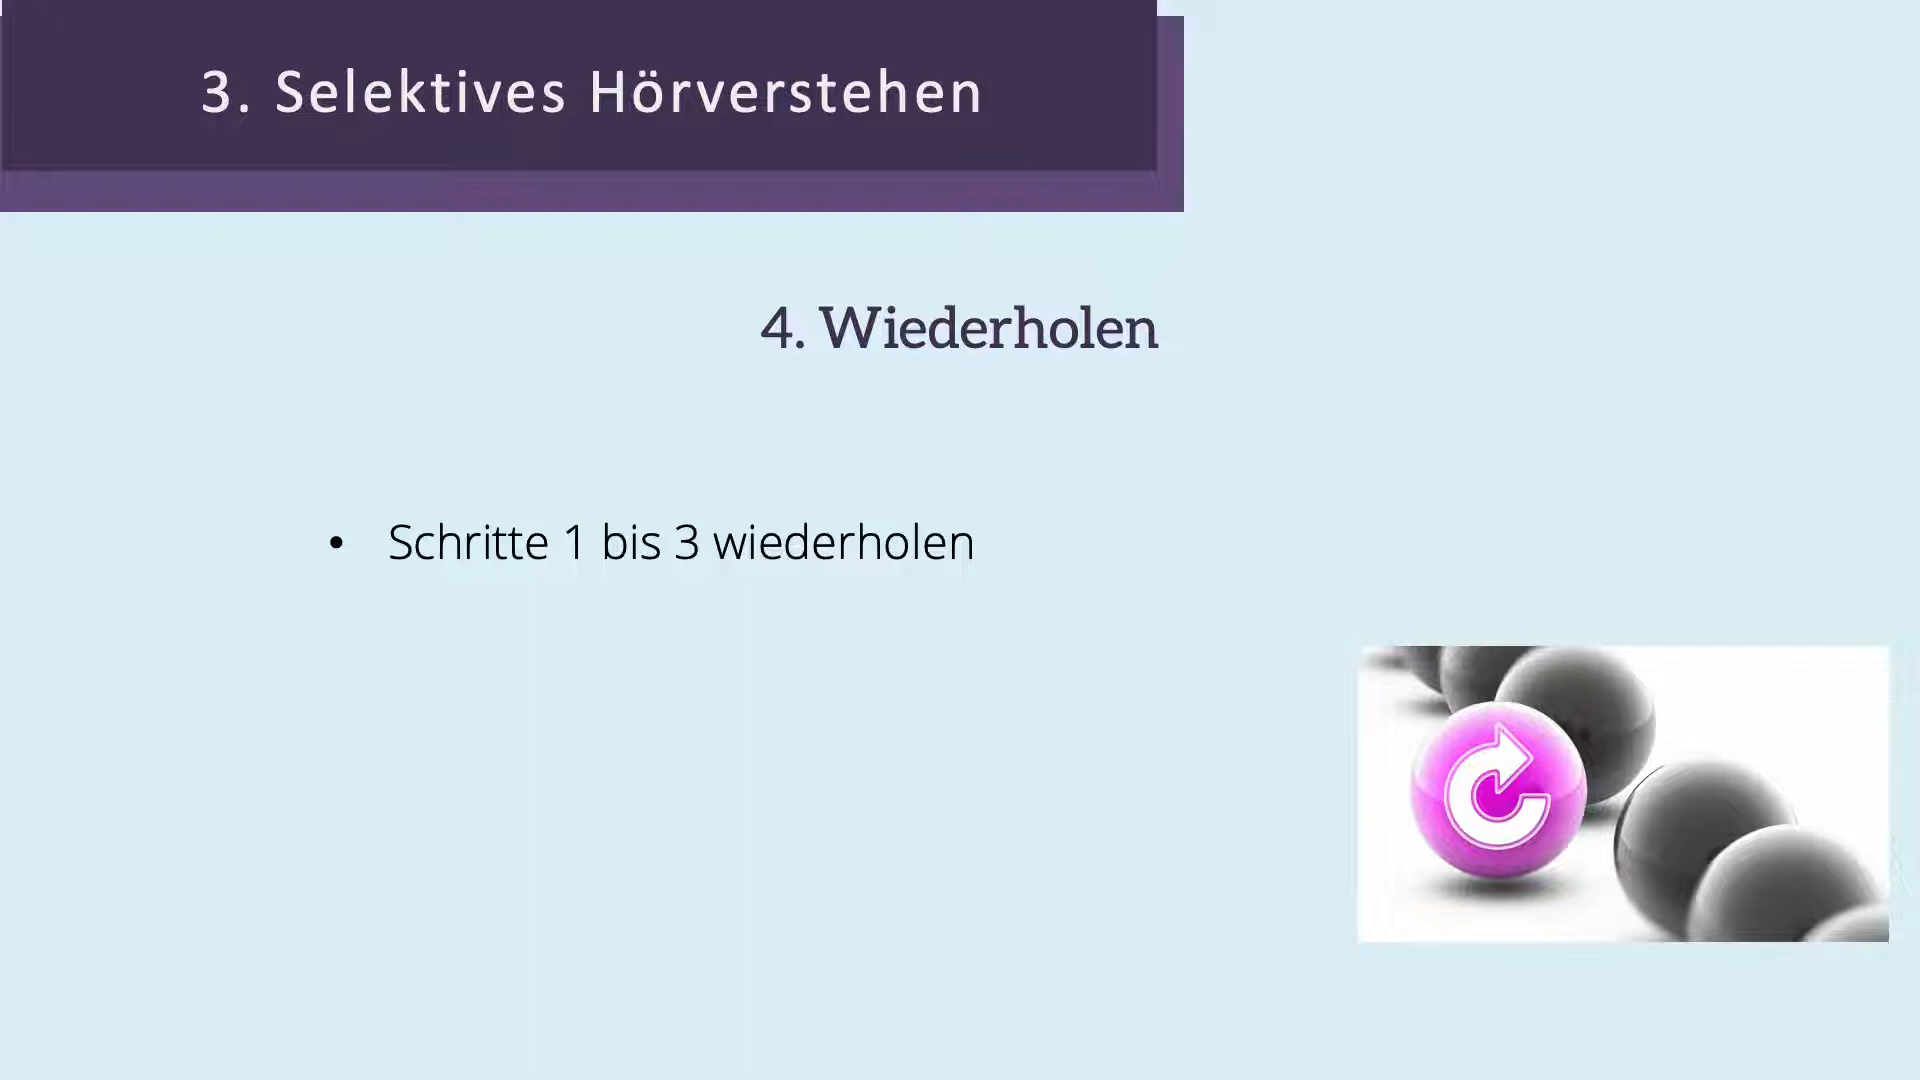 3. Selektives Hörverstehen
4. Wiederholen
• Schritte 1 bis 3 wiederholen